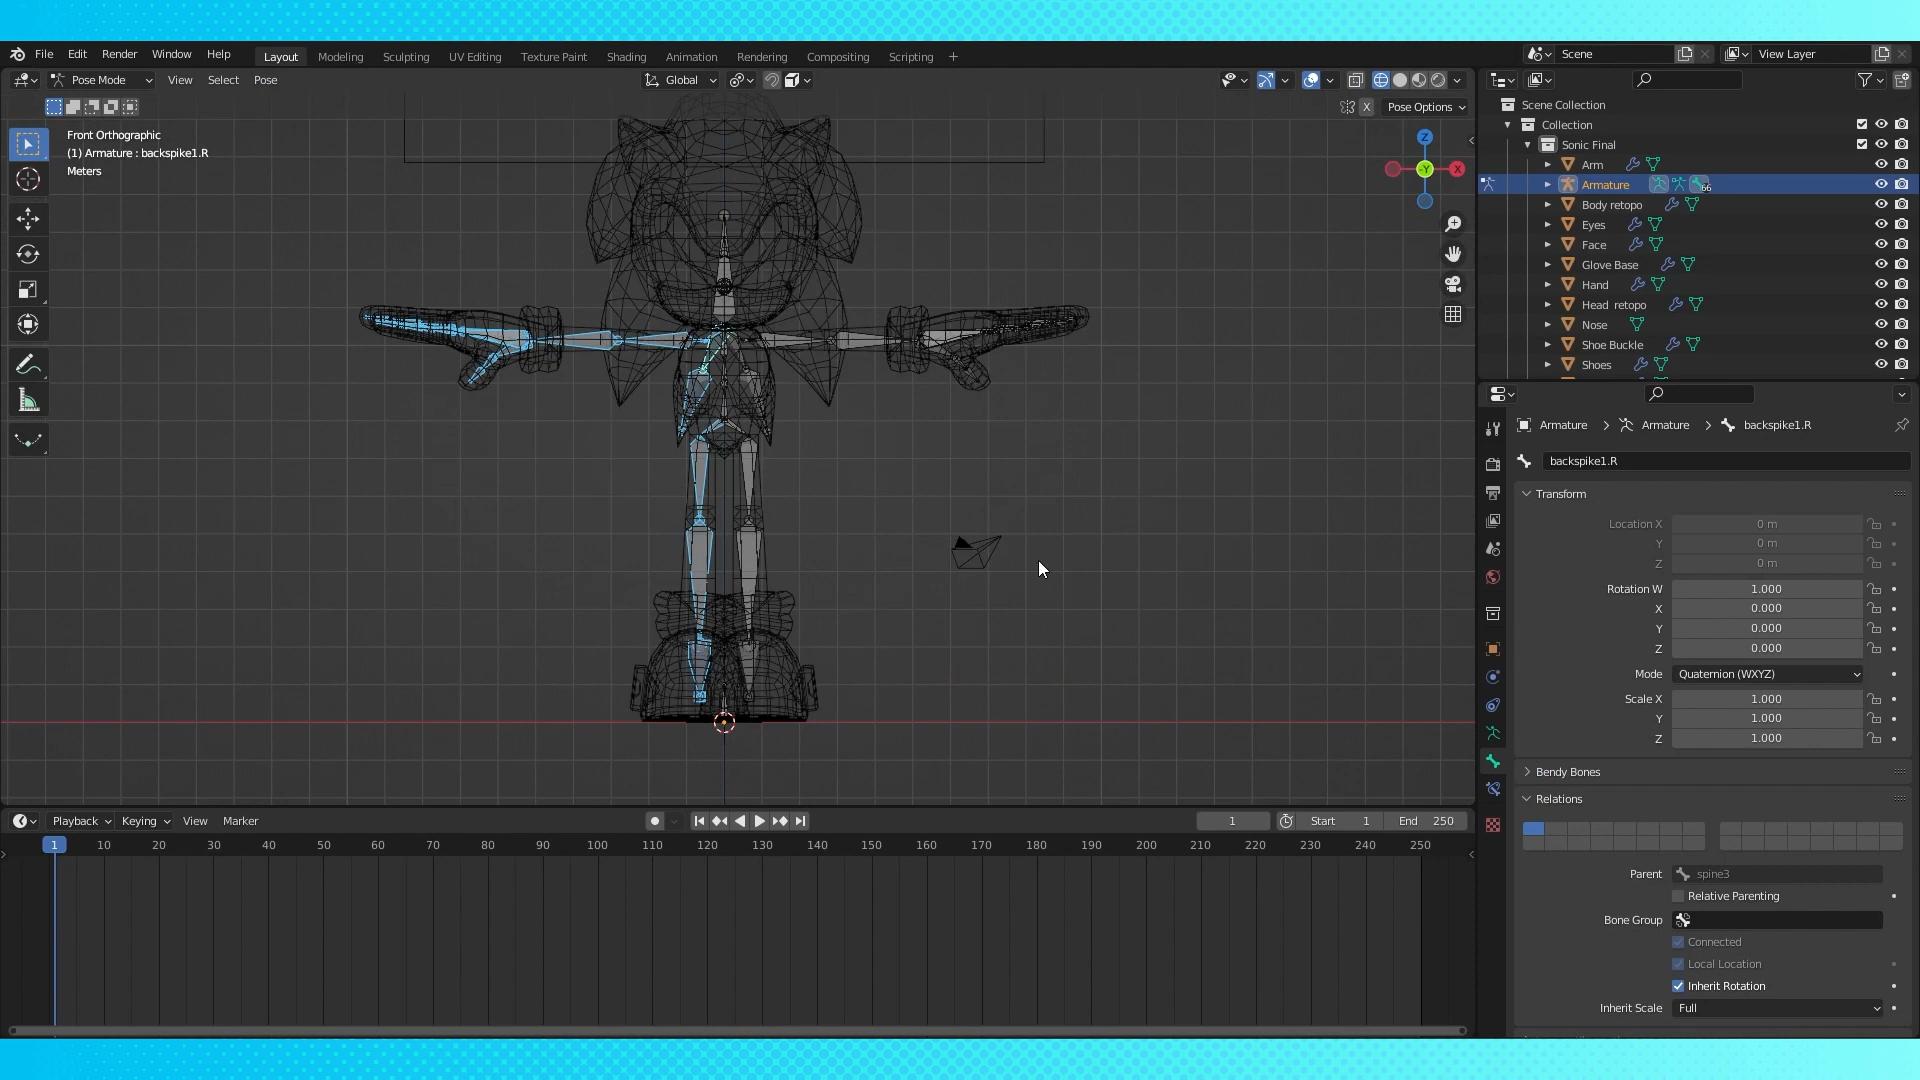 File Edit Render Window Help Layout Modeling Sculpting UV Editing Texture Paint Shading Animation Rendering Compositing Scripting + Scene View Layer
Pose Mode View Select Pose Global
X Pose Options
Front Orthographic
(1) Armature : backspike1.R
Meters
Z
-Y
X
Scene Collection
Collection
Sonic Final
Arm
Armature 66
Body retopo
Eyes
Face
Glove Base
Hand
Head retopo
Nose
Shoe Buckle
Shoes
Armature > Armature > backspike1.R
backspike1.R
Transform
Location X 0 m
Y 0 m
Z 0 m
Rotation W 1.000
X 0.000
Y 0.000
Z 0.000
Mode Quaternion (WXYZ)
Scale X 1.000
Y 1.000
Z 1.000
Bendy Bones
Relations
Parent spine3
Relative Parenting
Bone Group
Connected
Local Location
Inherit Rotation
Inherit Scale Full
Playback Keying View Marker 1 Start 1 End 250
1 10 20 30 40 50 60 70 80 90 100 110 120 130 140 150 160 170 180 190 200 210 220 230 240 250